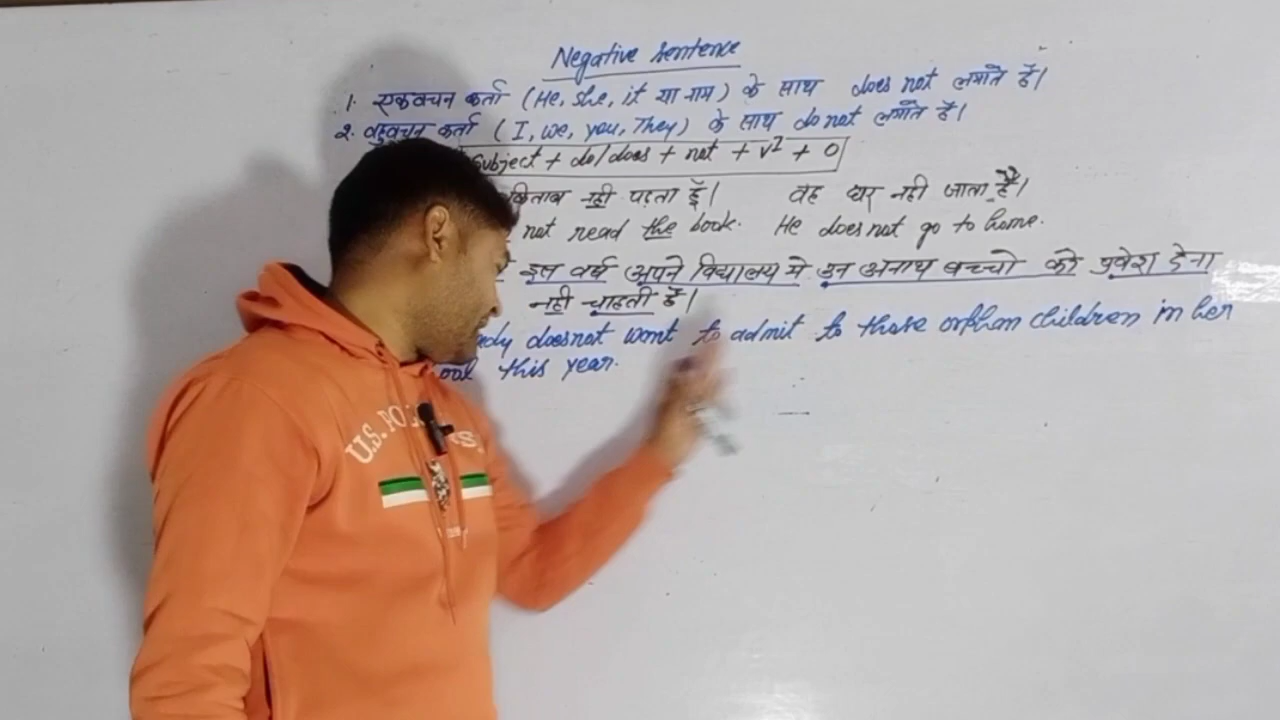 Negative sentence
1. एकवचन कर्ता (He, she, it या नाम) के साथ does not लगाते हैं।
2. बहुवचन कर्ता (I, we, you, They) के साथ do not लगाते हैं।
Subject + do/does + not + v¹ + O
किताब नही पढ़ता हूँ। वह घर नही जाता है।
not read the book. He does not go to home.
इस वर्ष अपने विद्यालय मे उन अनाथ बच्चो को प्रवेश देना
नही चाहती हैं।
does not want to admit to those orphan children in her
this year.
U.S. PO